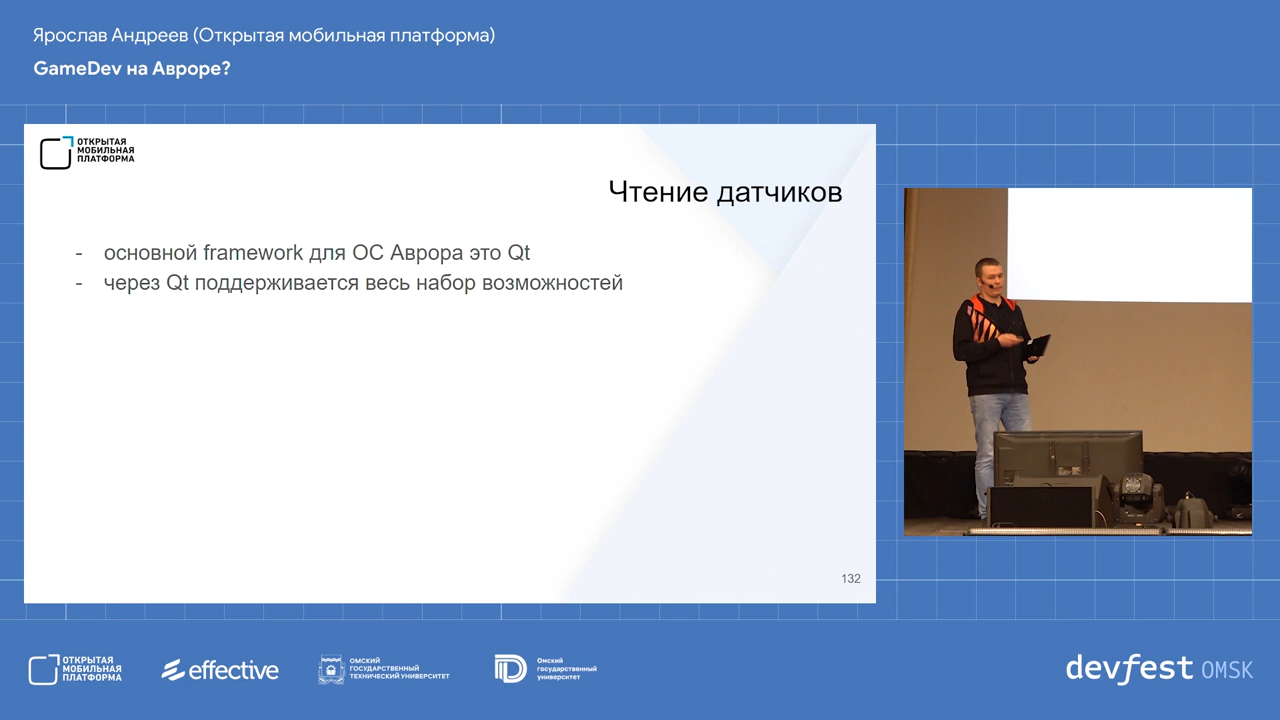 Ярослав Андреев (Открытая мобильная платформа)
GameDev на Авроре?
ОТКРЫТАЯ
МОБИЛЬНАЯ
ПЛАТФОРМА
Чтение датчиков
- основной framework для ОС Аврора это Qt
- через Qt поддерживается весь набор возможностей
132
ОТКРЫТАЯ
МОБИЛЬНАЯ
ПЛАТФОРМА
effective
ОМСКИЙ
ГОСУДАРСТВЕННЫЙ
ТЕХНИЧЕСКИЙ УНИВЕРСИТЕТ
Омский
государственный
университет
devfest OMSK